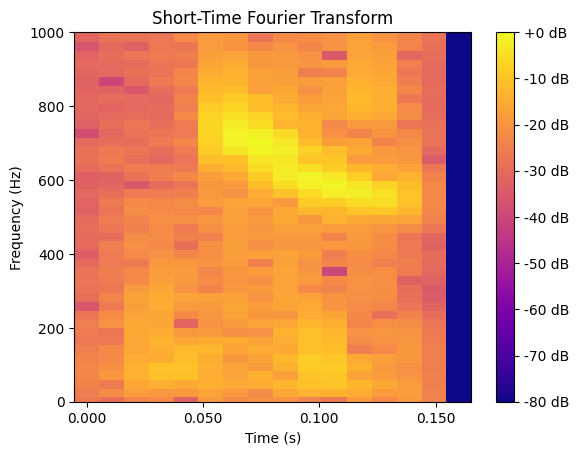 Short-Time Fourier Transform
1000
800
600
400
200
0
Frequency (Hz)
0.000
0.050
0.100
0.150
Time (s)
+0 dB
-10 dB
-20 dB
-30 dB
-40 dB
-50 dB
-60 dB
-70 dB
-80 dB